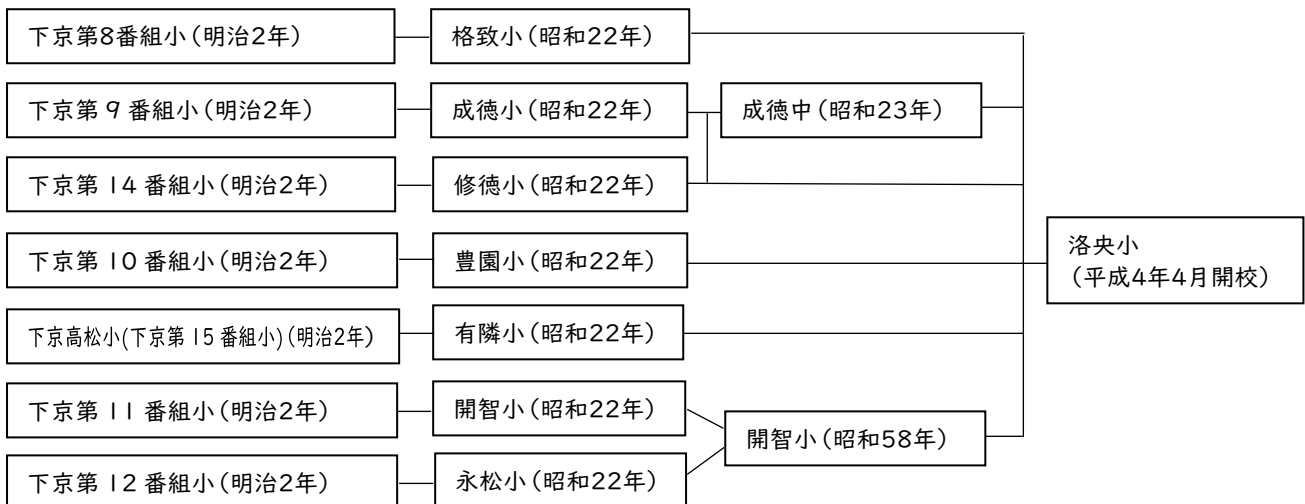 下京第8番組小(明治2年)
格致小(昭和22年)
下京第9番組小(明治2年)
成徳小(昭和22年)
成徳中(昭和23年)
下京第14番組小(明治2年)
修徳小(昭和22年)
下京第10番組小(明治2年)
豊園小(昭和22年)
洛央小
(平成4年4月開校)
下京高松小(下京第15番組小)(明治2年)
有隣小(昭和22年)
下京第11番組小(明治2年)
開智小(昭和22年)
開智小(昭和58年)
下京第12番組小(明治2年)
永松小(昭和22年)